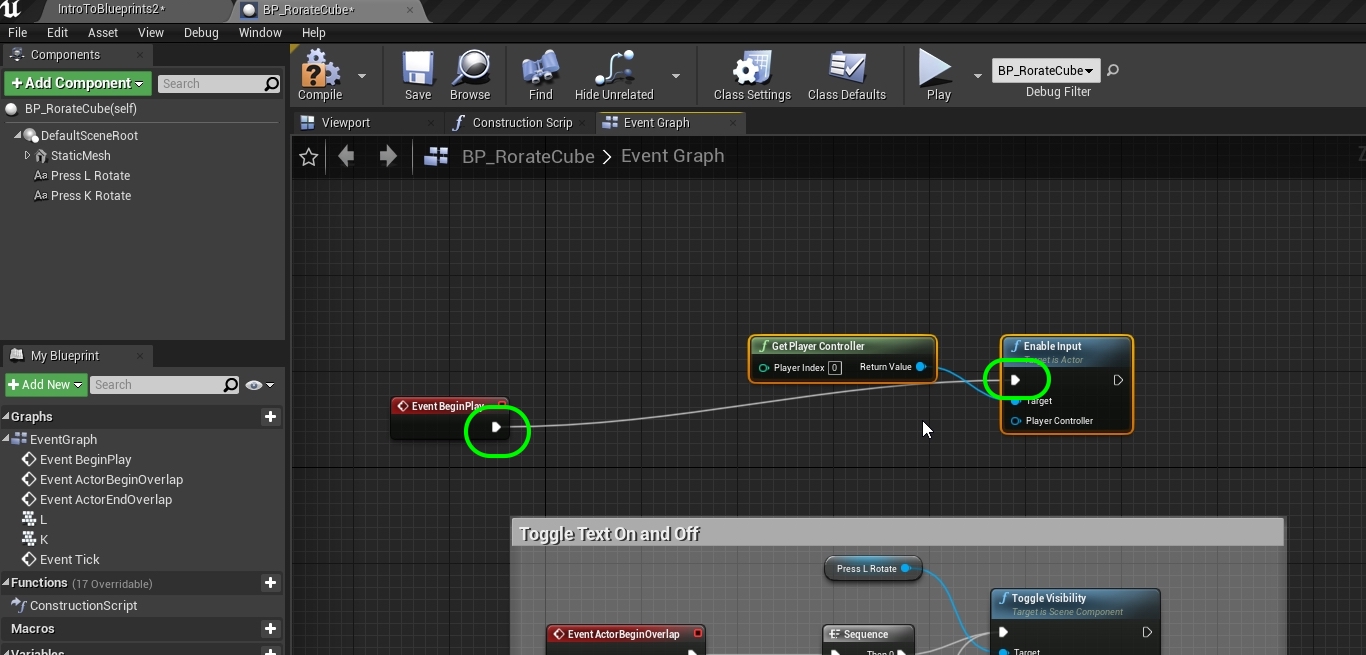 IntroToBlueprints2*
BP_RorateCube*
File Edit Asset View Debug Window Help
Components
+Add Component
Search
BP_RorateCube(self)
DefaultSceneRoot
StaticMesh
Aa Press L Rotate
Aa Press K Rotate
Compile
Save
Browse
Find
Hide Unrelated
Class Settings
Class Defaults
Play
BP_RorateCube
Debug Filter
Viewport
Construction Scrip
Event Graph
BP_RorateCube > Event Graph
Get Player Controller
Player Index 0
Return Value
Enable Input
Target is Actor
Target
Player Controller
Event BeginPlay
My Blueprint
+Add New
Search
Graphs
EventGraph
Event BeginPlay
Event ActorBeginOverlap
Event ActorEndOverlap
L
K
Event Tick
Functions (17 Overridable)
ConstructionScript
Macros
Variables
Toggle Text On and Off
Press L Rotate
Toggle Visibility
Target is Scene Component
Target
Event ActorBeginOverlap
Sequence
Then 0